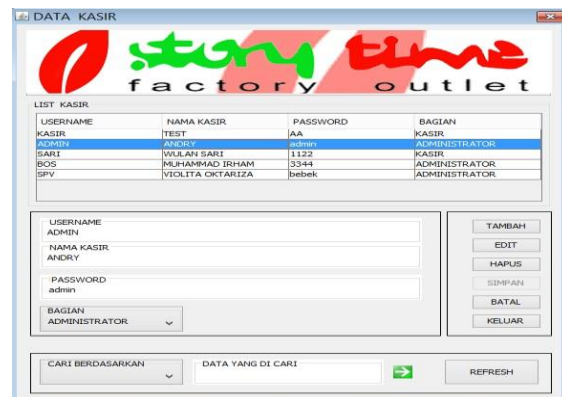 DATA KASIR
story time
factory outlet
LIST KASIR
USERNAME NAMA KASIR PASSWORD BAGIAN
KASIR TEST AA KASIR
ADMIN ANDRY admin ADMINISTRATOR
SARI WULAN SARI 1122 KASIR
BOS MUHAMMAD IRHAM 3344 ADMINISTRATOR
SPV VIOLITA OKTARIZA bebek ADMINISTRATOR
USERNAME
ADMIN
NAMA KASIR
ANDRY
PASSWORD
admin
BAGIAN
ADMINISTRATOR
TAMBAH
EDIT
HAPUS
SIMPAN
BATAL
KELUAR
CARI BERDASARKAN
DATA YANG DI CARI
REFRESH